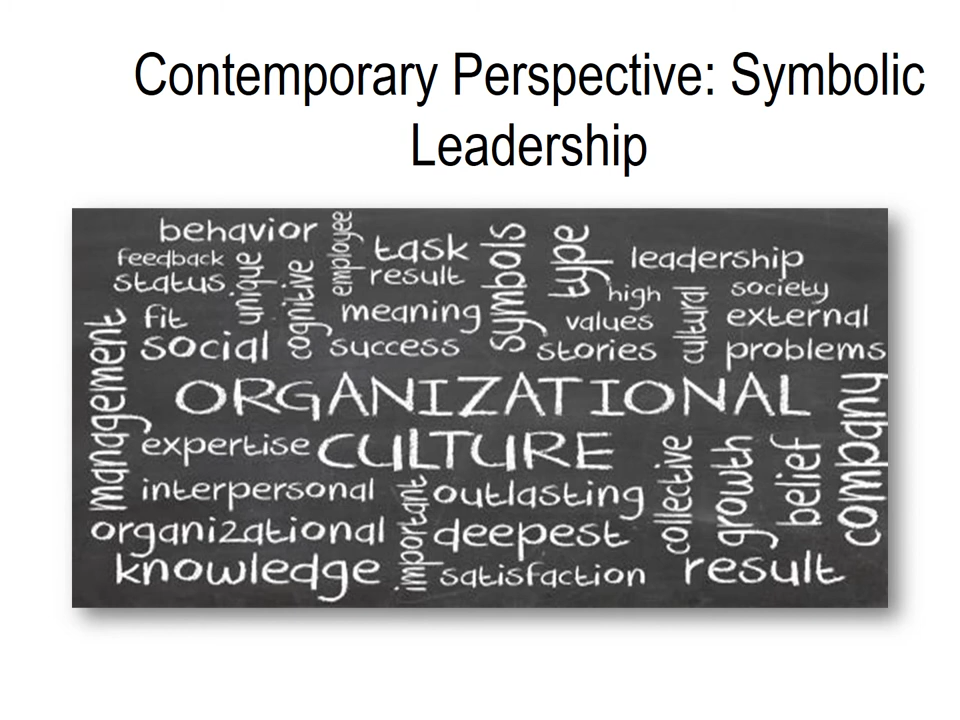 Contemporary Perspective: Symbolic
Leadership
behavior
employee
task
symbols
type
leadership
feedback
unique
cognitive
result
status
high
cultural
society
fit
meaning
values
external
management
social
success
stories
problems
ORGANIZATIONAL
company
expertise
CULTURE
collective
growth
belief
interpersonal
important
outlasting
organizational
deepest
knowledge
satisfaction
result